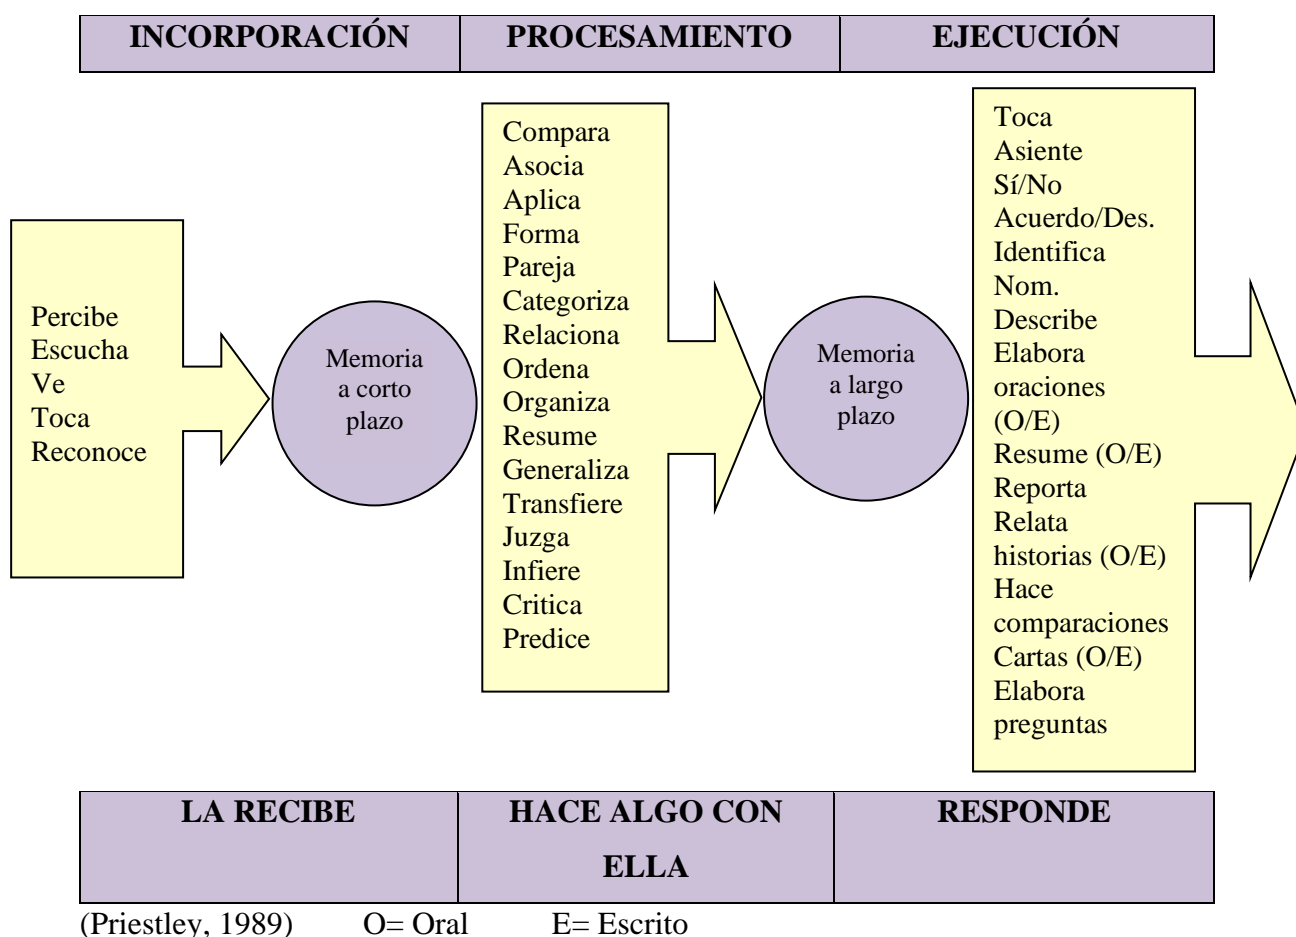 INCORPORACIÓN PROCESAMIENTO EJECUCIÓN
Percibe
Escucha
Ve
Toca
Reconoce
Memoria
a corto
plazo
Compara
Asocia
Aplica
Forma
Pareja
Categoriza
Relaciona
Ordena
Organiza
Resume
Generaliza
Transfiere
Juzga
Infiere
Critica
Predice
Memoria
a largo
plazo
Toca
Asiente
Sí/No
Acuerdo/Des.
Identifica
Nom.
Describe
Elabora
oraciones
(O/E)
Resume (O/E)
Reporta
Relata
historias (O/E)
Hace
comparaciones
Cartas (O/E)
Elabora
preguntas
LA RECIBE HACE ALGO CON RESPONDE
ELLA
(Priestley, 1989) O= Oral E= Escrito